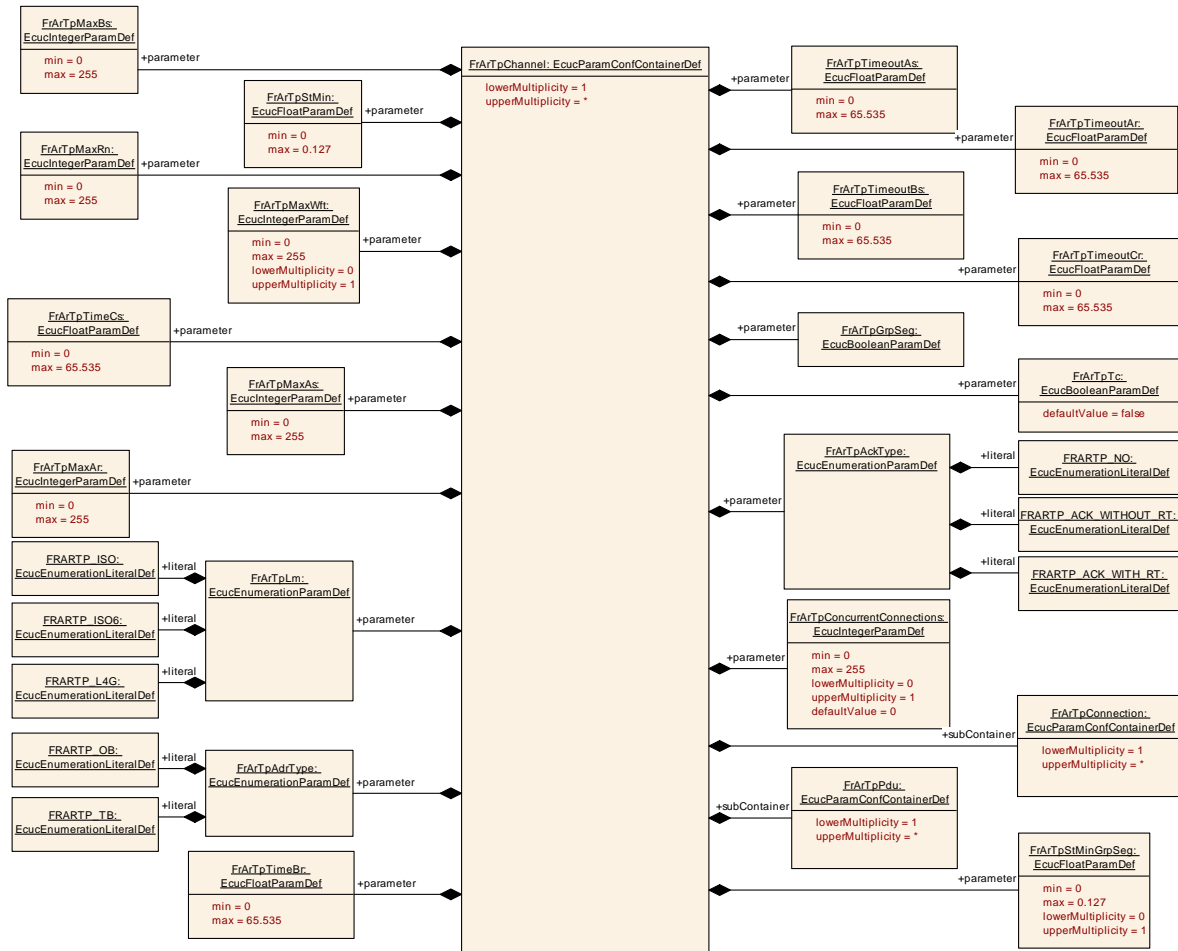 FrArTpMaxBs:
EcucIntegerParamDef
min = 0
max = 255
+parameter
FrArTpStMin:
EcucFloatParamDef
min = 0
max = 0.127
+parameter
FrArTpMaxRn:
EcucIntegerParamDef
min = 0
max = 255
+parameter
FrArTpMaxWft:
EcucIntegerParamDef
min = 0
max = 255
lowerMultiplicity = 0
upperMultiplicity = 1
+parameter
FrArTpTimeCs:
EcucFloatParamDef
min = 0
max = 65.535
+parameter
FrArTpMaxAs:
EcucIntegerParamDef
min = 0
max = 255
+parameter
FrArTpMaxAr:
EcucIntegerParamDef
min = 0
max = 255
+parameter
FRARTP_ISO:
EcucEnumerationLiteralDef
+literal
FRARTP_ISO6:
EcucEnumerationLiteralDef
+literal
FRARTP_L4G:
EcucEnumerationLiteralDef
+literal
FrArTpLm:
EcucEnumerationParamDef
+parameter
FRARTP_OB:
EcucEnumerationLiteralDef
+literal
FRARTP_TB:
EcucEnumerationLiteralDef
+literal
FrArTpAdrType:
EcucEnumerationParamDef
+parameter
FrArTpTimeBr:
EcucFloatParamDef
min = 0
max = 65.535
+parameter
FrArTpChannel: EcucParamConfContainerDef
lowerMultiplicity = 1
upperMultiplicity = *
+parameter
FrArTpTimeoutAs:
EcucFloatParamDef
min = 0
max = 65.535
+parameter
FrArTpTimeoutAr:
EcucFloatParamDef
min = 0
max = 65.535
+parameter
FrArTpTimeoutBs:
EcucFloatParamDef
min = 0
max = 65.535
+parameter
FrArTpTimeoutCr:
EcucFloatParamDef
min = 0
max = 65.535
+parameter
FrArTpGrpSeg:
EcucBooleanParamDef
+parameter
FrArTpTc:
EcucBooleanParamDef
defaultValue = false
+parameter
FrArTpAckType:
EcucEnumerationParamDef
+literal
FRARTP_NO:
EcucEnumerationLiteralDef
+literal
FRARTP_ACK_WITHOUT_RT:
EcucEnumerationLiteralDef
+literal
FRARTP_ACK_WITH_RT:
EcucEnumerationLiteralDef
+parameter
FrArTpConcurrentConnections:
EcucIntegerParamDef
min = 0
max = 255
lowerMultiplicity = 0
upperMultiplicity = 1
defaultValue = 0
+subContainer
FrArTpConnection:
EcucParamConfContainerDef
lowerMultiplicity = 1
upperMultiplicity = *
+subContainer
FrArTpPdu:
EcucParamConfContainerDef
lowerMultiplicity = 1
upperMultiplicity = *
+parameter
FrArTpStMinGrpSeg:
EcucFloatParamDef
min = 0
max = 0.127
lowerMultiplicity = 0
upperMultiplicity = 1